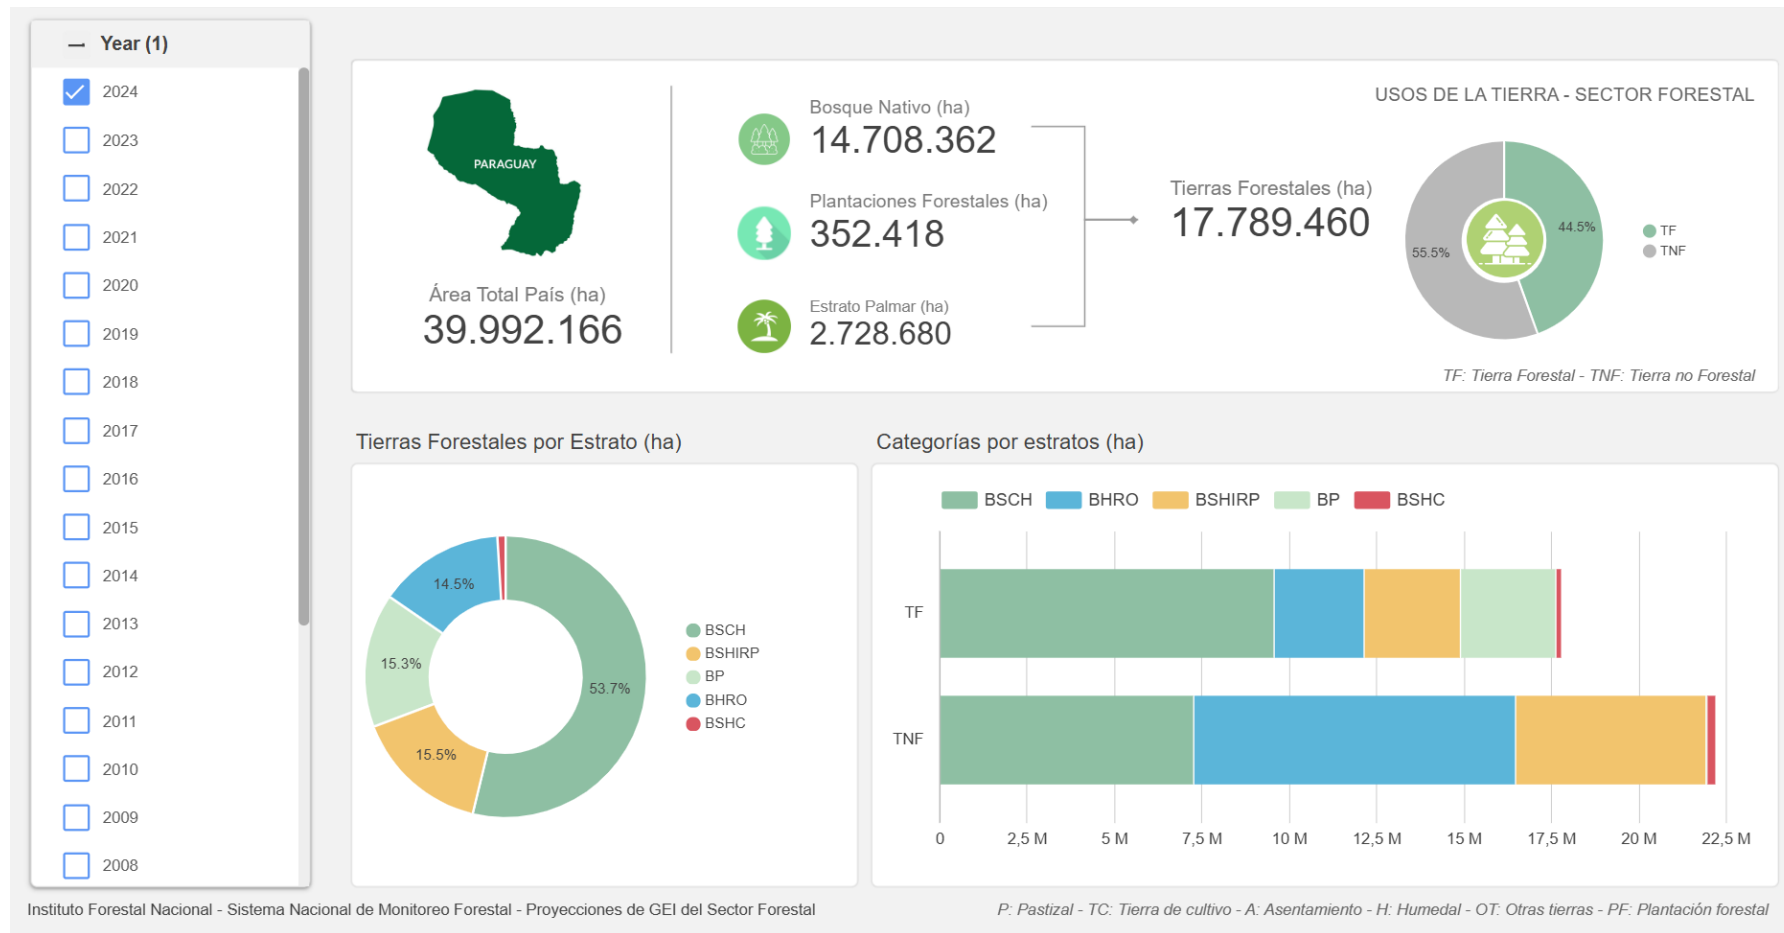 Year (1)
2024
2023
2022
2021
2020
2019
2018
2017
2016
2015
2014
2013
2012
2011
2010
2009
2008
PARAGUAY
Área Total País (ha)
39.992.166
Bosque Nativo (ha)
14.708.362
Plantaciones Forestales (ha)
352.418
Estrato Palmar (ha)
2.728.680
Tierras Forestales (ha)
17.789.460
USOS DE LA TIERRA - SECTOR FORESTAL
44.5%
55.5%
TF
TNF
TF: Tierra Forestal - TNF: Tierra no Forestal
Tierras Forestales por Estrato (ha)
14.5%
15.3%
53.7%
15.5%
BSCH
BSHIRP
BP
BHRO
BSHC
Categorías por estratos (ha)
BSCH BHRO BSHIRP BP BSHC
TF
TNF
0 2,5 M 5 M 7,5 M 10 M 12,5 M 15 M 17,5 M 20 M 22,5 M
Instituto Forestal Nacional - Sistema Nacional de Monitoreo Forestal - Proyecciones de GEI del Sector Forestal
P: Pastizal - TC: Tierra de cultivo - A: Asentamiento - H: Humedal - OT: Otras tierras - PF: Plantación forestal